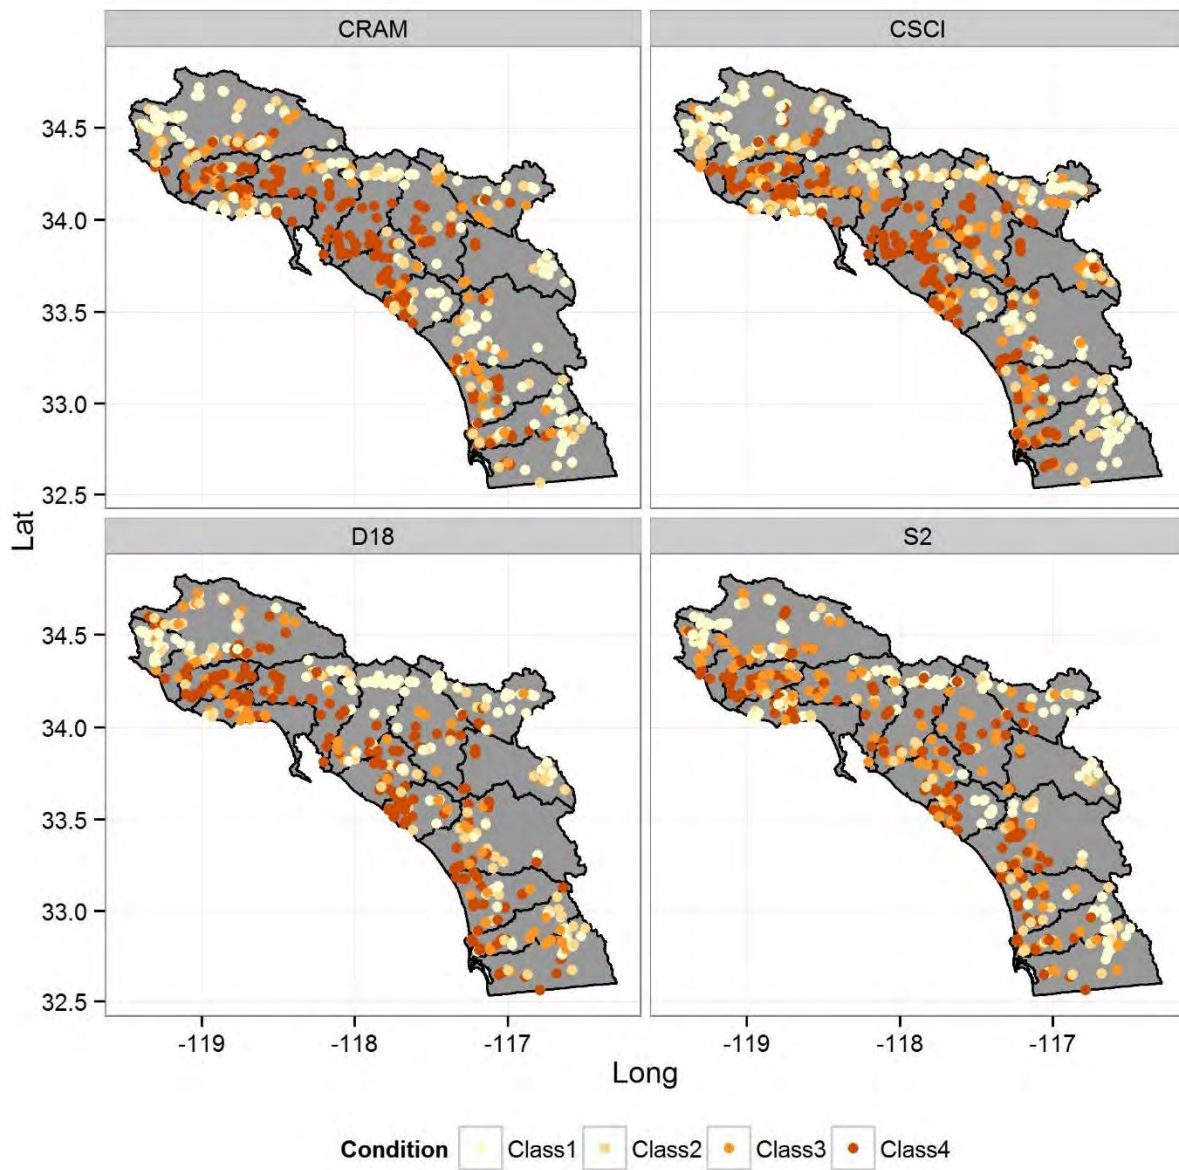 CRAM CSCI
34.5
34.0
33.5
33.0
32.5
Lat
D18 S2
34.5
34.0
33.5
33.0
32.5
-119 -118 -117 -119 -118 -117
Long
Condition Class1 Class2 Class3 Class4